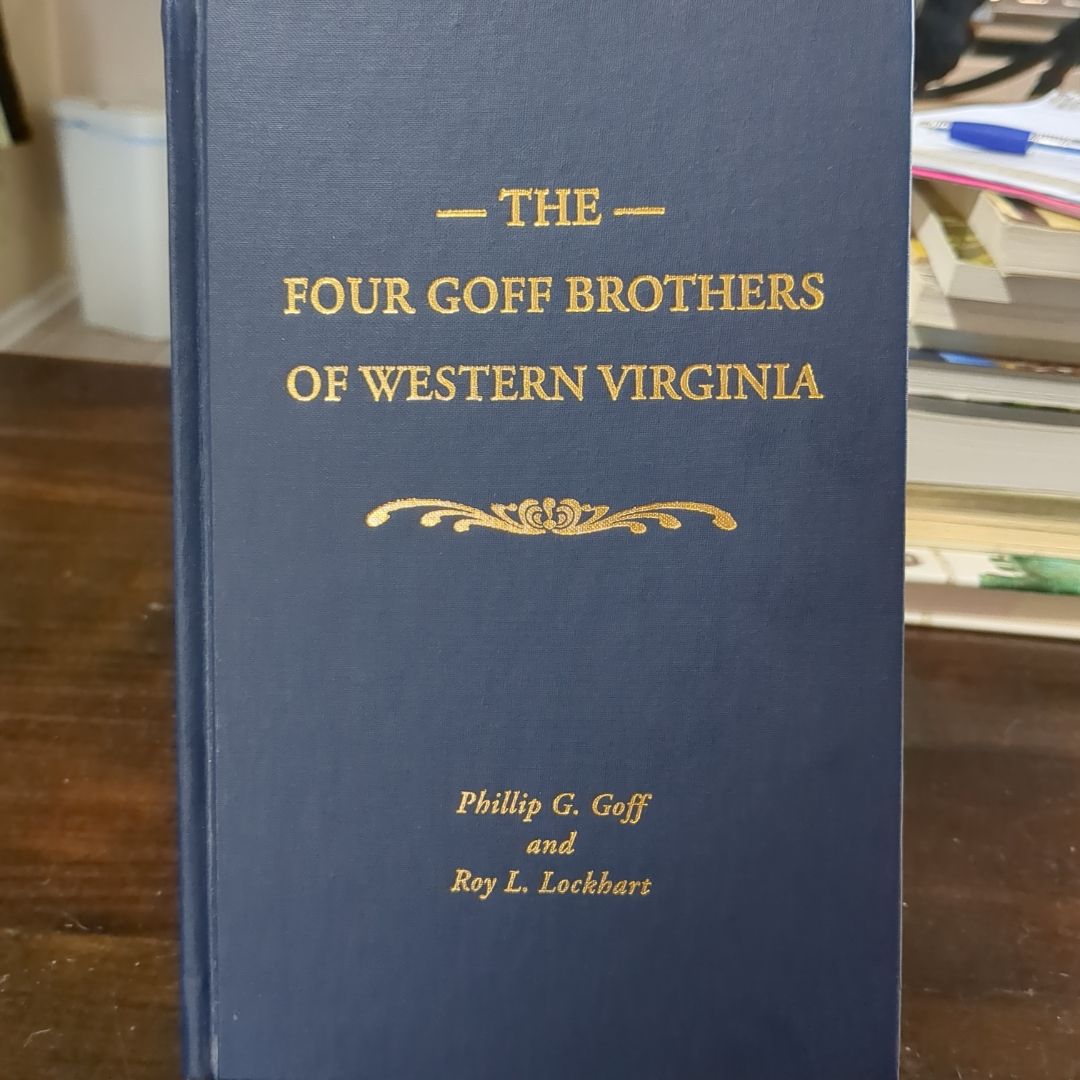 — THE —
FOUR GOFF BROTHERS
OF WESTERN VIRGINIA
Phillip G. Goff
and
Roy L. Lockhart